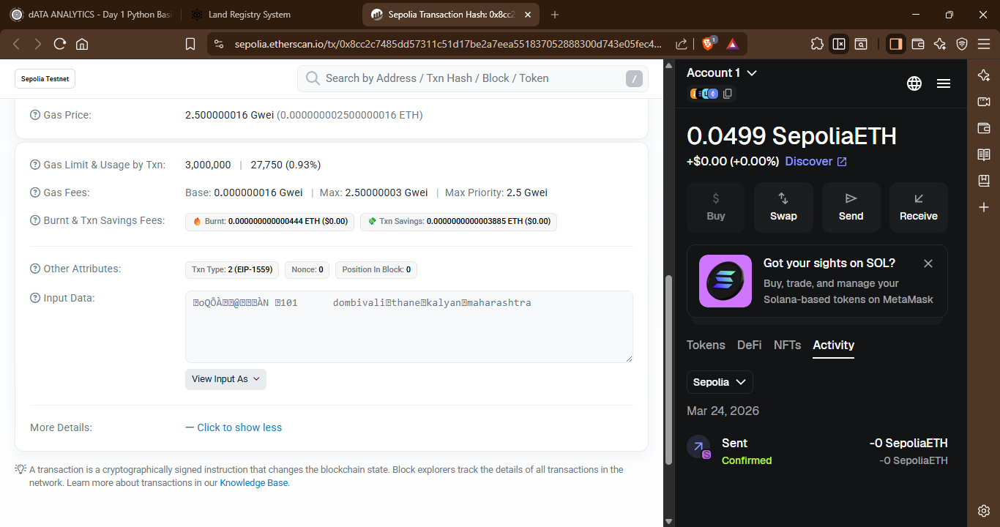 dATA ANALYTICS - Day 1 Python Basi
Land Registry System
Sepolia Transaction Hash: 0x8cc2
sepolia.etherscan.io/tx/0x8cc2c7485dd57311c51d17be2a7eea551837052888300d743e05fec4...
1
Sepolia Testnet
Search by Address / Txn Hash / Block / Token
/
Gas Price:
2.500000016 Gwei (0.000000002500000016 ETH)
Gas Limit & Usage by Txn:
3,000,000 | 27,750 (0.93%)
Gas Fees:
Base: 0.000000016 Gwei | Max: 2.50000003 Gwei | Max Priority: 2.5 Gwei
Burnt & Txn Savings Fees:
Burnt: 0.000000000000444 ETH ($0.00)
Txn Savings: 0.0000000000003885 ETH ($0.00)
Other Attributes:
Txn Type: 2 (EIP-1559)
Nonce: 0
Position In Block: 0
Input Data:
oQÔÀ @ ÀN 101 dombivali thane kalyan maharashtra
View Input As
More Details:
— Click to show less
A transaction is a cryptographically signed instruction that changes the blockchain state. Block explorers track the details of all transactions in the
network. Learn more about transactions in our Knowledge Base.
Account 1
0.0499 SepoliaETH
+$0.00 (+0.00%) Discover
$
Buy
Swap
Send
Receive
Got your sights on SOL?
Buy, trade, and manage your
Solana-based tokens on MetaMask
Tokens
DeFi
NFTs
Activity
Sepolia
Mar 24, 2026
Sent
-0 SepoliaETH
Confirmed
-0 SepoliaETH